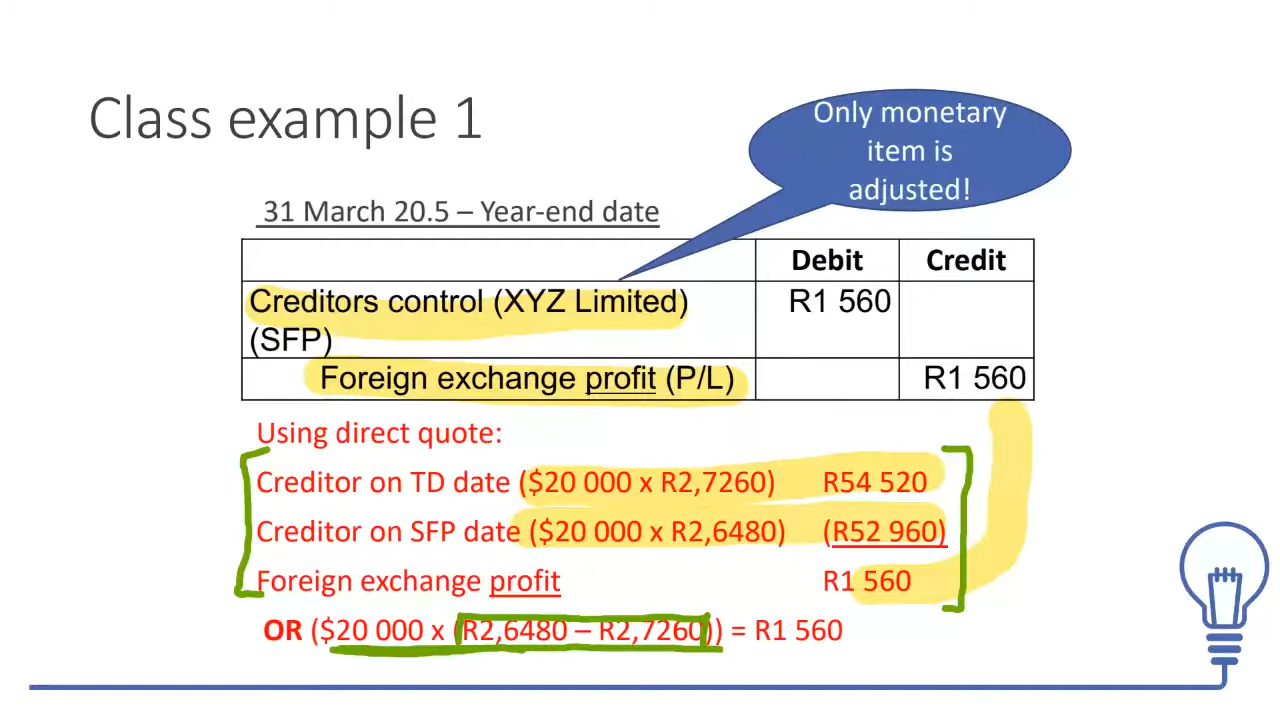 Class example 1
Only monetary
item is
adjusted!
31 March 20.5 – Year-end date
Debit Credit
Creditors control (XYZ Limited) R1 560
(SFP)
Foreign exchange profit (P/L) R1 560
Using direct quote:
Creditor on TD date ($20 000 x R2,7260) R54 520
Creditor on SFP date ($20 000 x R2,6480) (R52 960)
Foreign exchange profit R1 560
OR ($20 000 x (R2,6480 – R2,7260)) = R1 560